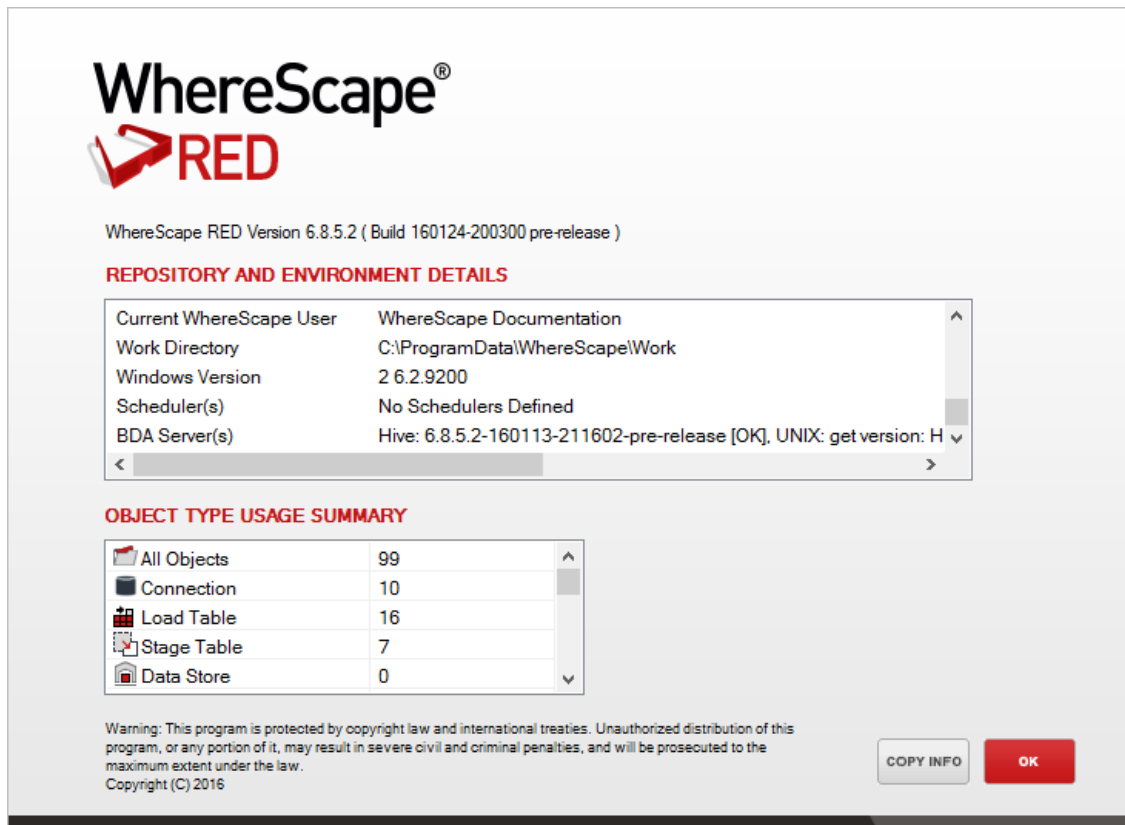 WhereScape®
RED
WhereScape RED Version 6.8.5.2 ( Build 160124-200300 pre-release )
REPOSITORY AND ENVIRONMENT DETAILS
Current WhereScape User WhereScape Documentation
Work Directory C:\ProgramData\WhereScape\Work
Windows Version 2 6.2.9200
Scheduler(s) No Schedulers Defined
BDA Server(s) Hive: 6.8.5.2-160113-211602-pre-release [OK], UNIX: get version: H
OBJECT TYPE USAGE SUMMARY
All Objects 99
Connection 10
Load Table 16
Stage Table 7
Data Store 0
Warning: This program is protected by copyright law and international treaties. Unauthorized distribution of this
program, or any portion of it, may result in severe civil and criminal penalties, and will be prosecuted to the
maximum extent under the law.
Copyright (C) 2016
COPY INFO OK